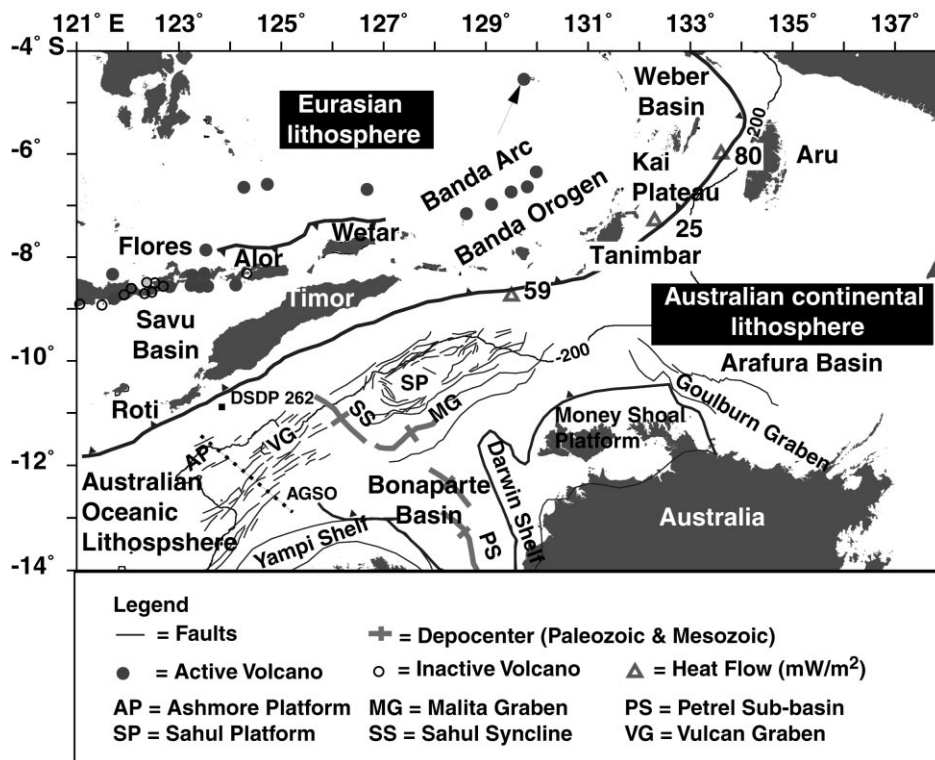 121 E 123° 125° 127° 129° 131° 133° 135° 137°
-4° S
-6°
-8°
-10°
-12°
-14°
Eurasian
lithosphere
Weber
Basin
200
Banda Arc
Kai
Plateau
80
Aru
Banda Orogen
25
Flores
Alor
Wetar
Tanimbar
Timor
59
Savu
Basin
Australian continental
lithosphere
Arafura Basin
-200
SP
Roti
DSDP 262
SS
MG
Goulburn Graben
VG
Money Shoal
Platform
AP
Australian
Oceanic
Lithospshere
AGSO
Bonaparte
Basin
Darwin Shelf
Australia
Yampi Shelf
PS
Legend
= Faults
= Depocenter (Paleozoic & Mesozoic)
= Active Volcano
= Inactive Volcano
= Heat Flow (mW/m²)
AP = Ashmore Platform
MG = Malita Graben
PS = Petrel Sub-basin
SP = Sahul Platform
SS = Sahul Syncline
VG = Vulcan Graben